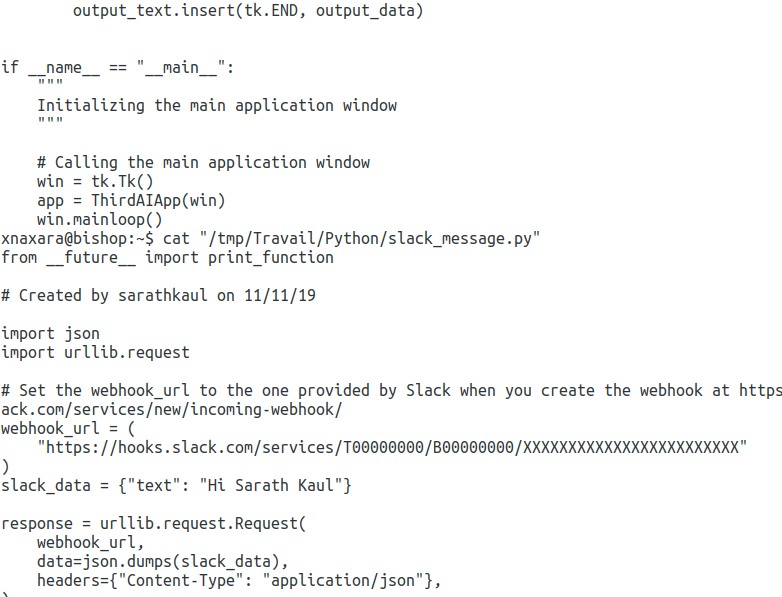 output_text.insert(tk.END, output_data)
if __name__ == "__main__":
"""
Initializing the main application window
"""
# Calling the main application window
win = tk.Tk()
app = ThirdAIApp(win)
win.mainloop()
xnaxara@bishop:~$ cat "/tmp/Travail/Python/slack_message.py"
from __future__ import print_function
# Created by sarathkaul on 11/11/19
import json
import urllib.request
# Set the webhook_url to the one provided by Slack when you create the webhook at https
ack.com/services/new/incoming-webhook/
webhook_url = (
"https://hooks.slack.com/services/T00000000/B00000000/XXXXXXXXXXXXXXXXXXXXXXXX"
)
slack_data = {"text": "Hi Sarath Kaul"}
response = urllib.request.Request(
webhook_url,
data=json.dumps(slack_data),
headers={"Content-Type": "application/json"},
)